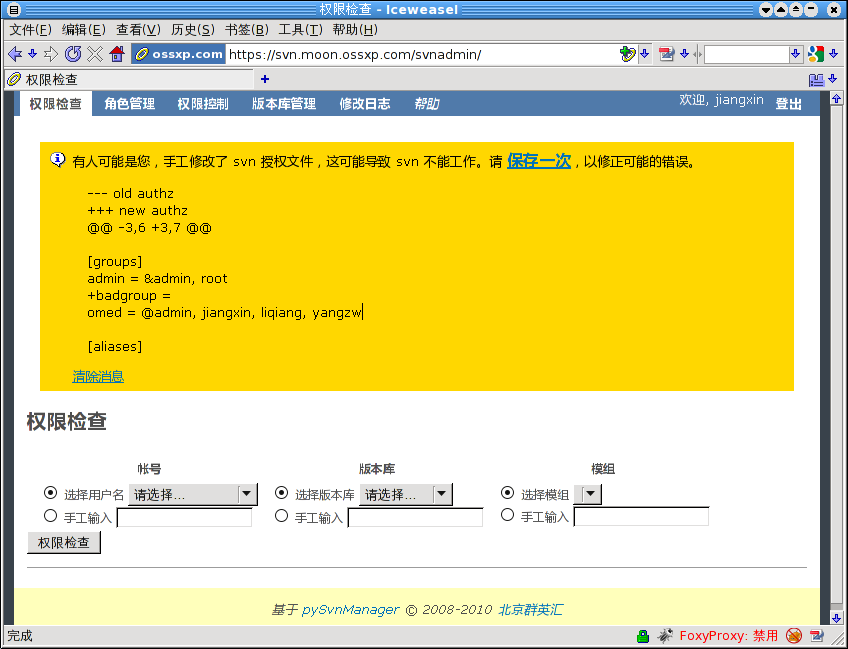 权限检查 - Iceweasel
文件(F) 编辑(E) 查看(V) 历史(S) 书签(B) 工具(T) 帮助(H)
ossxp.com https://svn.moon.ossxp.com/svnadmin/
权限检查
权限检查 角色管理 权限控制 版本库管理 修改日志 帮助 欢迎, jiangxin 登出
有人可能是您，手工修改了 svn 授权文件，这可能导致 svn 不能工作。请 保存一次，以修正可能的错误。
--- old authz
+++ new authz
@@ -3,6 +3,7 @@
[groups]
admin = &admin, root
+badgroup =
omed = @admin, jiangxin, liqiang, yangzw
[aliases]
清除消息
权限检查
帐号 版本库 模组
选择用户名 请选择... 选择版本库 请选择... 选择模组
手工输入 手工输入 手工输入
权限检查
基于 pySvnManager © 2008-2010 北京群英汇
完成 FoxyProxy: 禁用